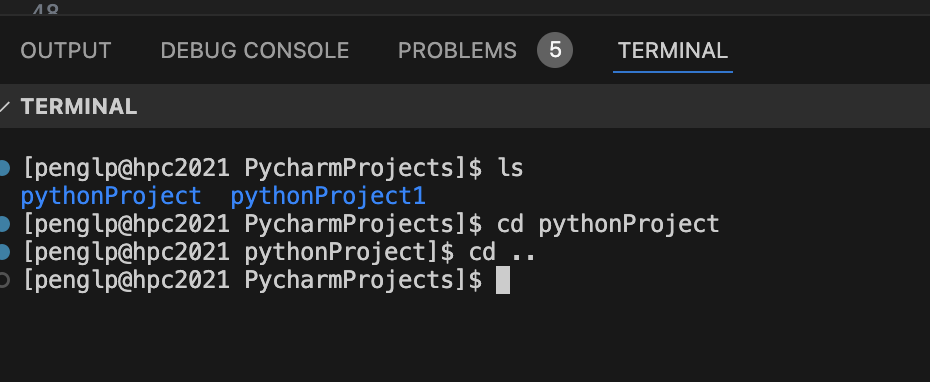 48
OUTPUT DEBUG CONSOLE PROBLEMS 5 TERMINAL
TERMINAL
[penglp@hpc2021 PycharmProjects]$ ls
pythonProject  pythonProject1
[penglp@hpc2021 PycharmProjects]$ cd pythonProject
[penglp@hpc2021 pythonProject]$ cd ..
[penglp@hpc2021 PycharmProjects]$